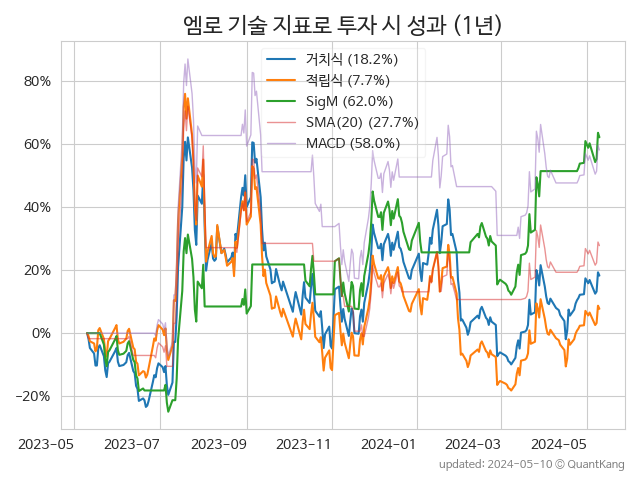 엠로 기술 지표로 투자 시 성과 (1년)
거치식 (18.2%)
적립식 (7.7%)
SigM (62.0%)
SMA(20) (27.7%)
MACD (58.0%)
80%
60%
40%
20%
0%
−20%
2023-05 2023-07 2023-09 2023-11 2024-01 2024-03 2024-05
updated: 2024-05-10 ⓒ QuantKang